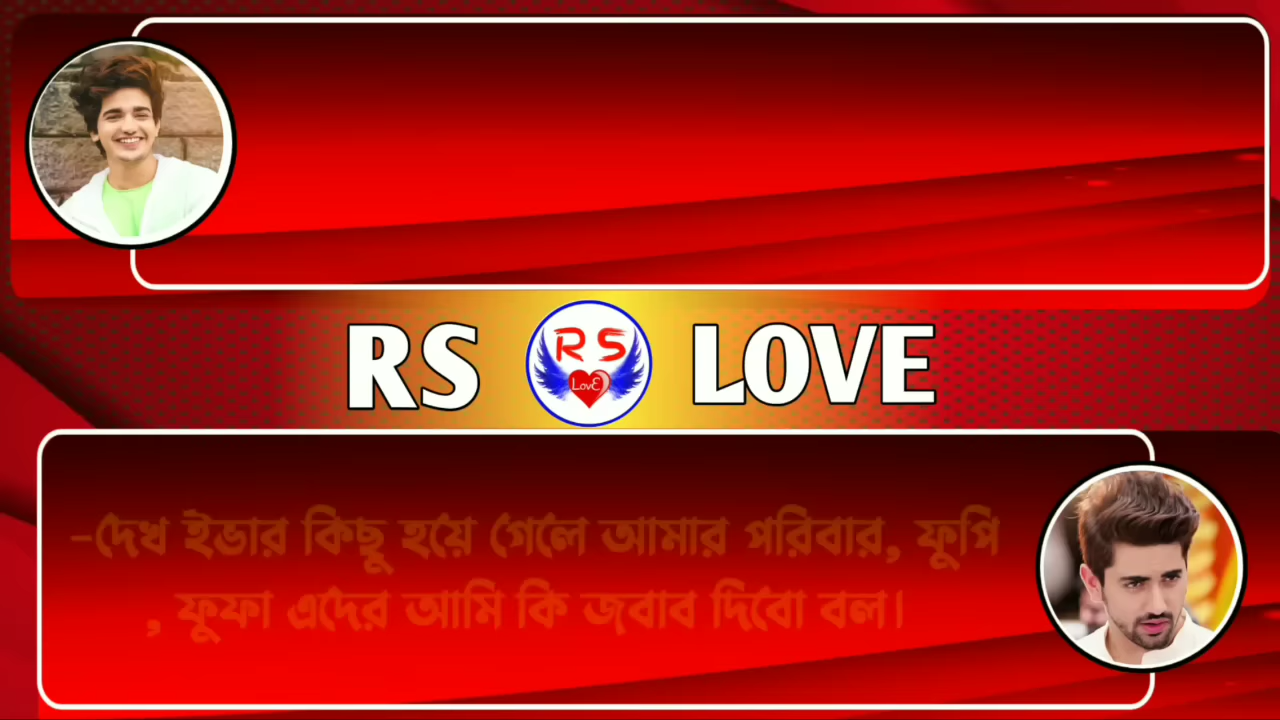 RS LOVE
RS
LovE
-দেখ ইভার কিছু হয়ে গেলে আমার পরিবার, ফুপি
, ফুফা এদের আমি কি জবাব দিবো বল।